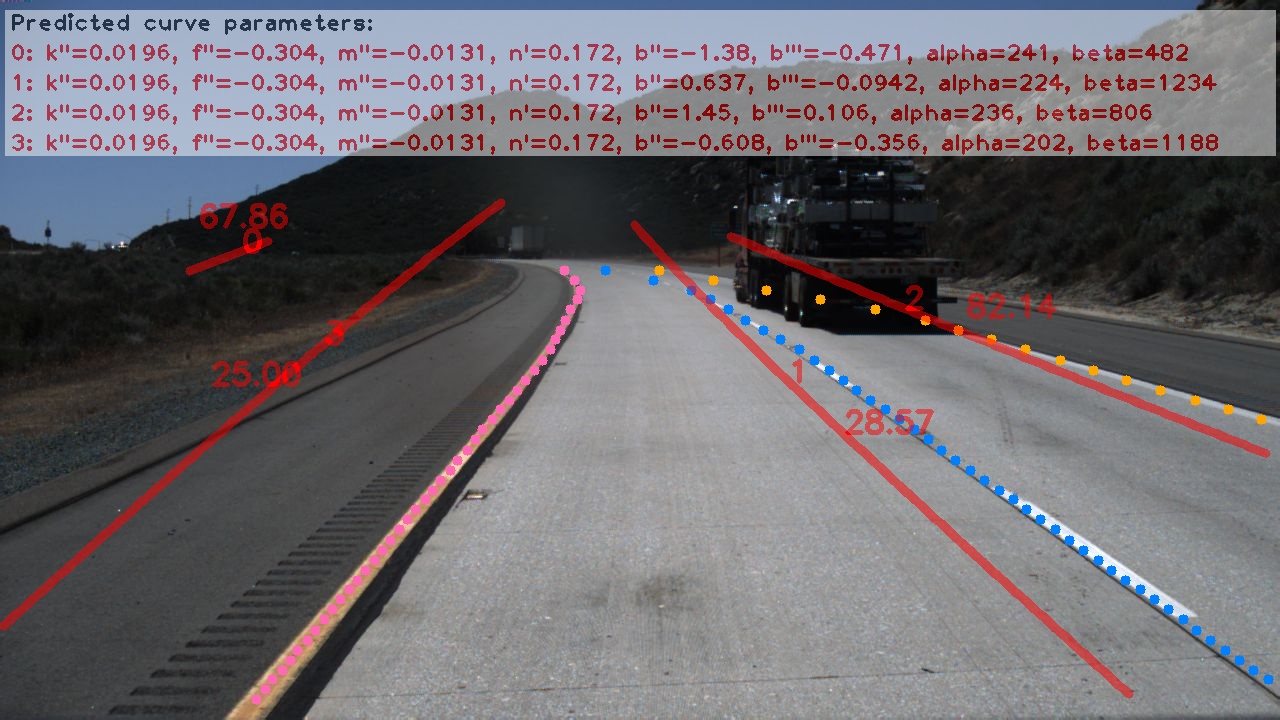 Predicted curve parameters:
0: k''=0.0196, f''=-0.304, m''=-0.0131, n'=0.172, b''=-1.38, b'''=-0.471, alpha=241, beta=482
1: k''=0.0196, f''=-0.304, m''=-0.0131, n'=0.172, b''=0.637, b'''=-0.0942, alpha=224, beta=1234
2: k''=0.0196, f''=-0.304, m''=-0.0131, n'=0.172, b''=1.45, b'''=0.106, alpha=236, beta=806
3: k''=0.0196, f''=-0.304, m''=-0.0131, n'=0.172, b''=-0.608, b'''=-0.356, alpha=202, beta=1188
67.86
0
2
82.14
3
25.00
1
28.57